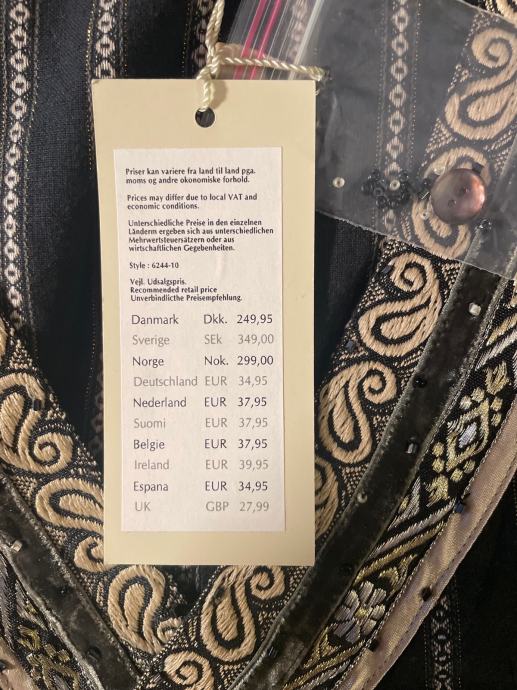 Priser kan variere fra land til land pga.
moms og andre okonomiske forhold.
Prices may differ due to local VAT and
economic conditions.
Unterschiedliche Preise in den einzelnen
Länderm ergeben sich aus unterschiedlichen
Mehrwertsteuersätzern oder aus
wirtschaftlichen Gegebenheiten.
Style : 6244-10
Vejl. Udsalgspris.
Recommended retail price
Unverbindlicthe Preisempfehlung.
Danmark Dkk. 249,95
Sverige SEk 349,00
Norge Nok. 299,00
Deutschland EUR 34,95
Nederland EUR 37,95
Suomi EUR 37,95
Belgie EUR 37,95
Ireland EUR 39,95
Espana EUR 34,95
UK GBP 27,99